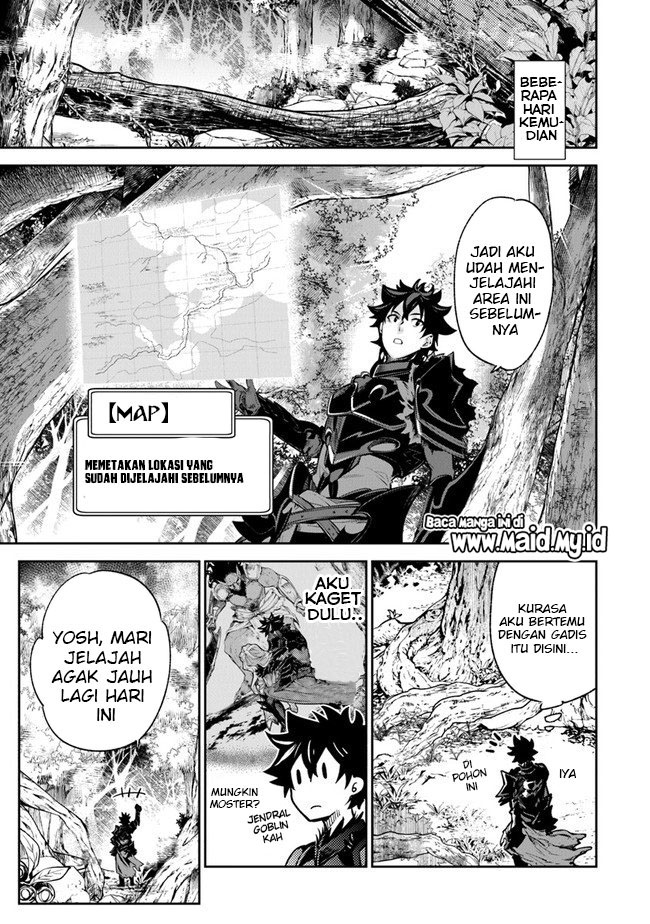 BEBE-
RAPA
HARI
KEMU-
DIAN
JADI AKU
UDAH MEN-
JELAJAHI
AREA INI
SEBELUM-
NYA
【MAP】
MEMETAKAN LOKASI YANG
SUDAH DIJELAJAHI SEBELUMNYA
Baca Manga ini di
www.Maid.My.id
KURASA
AKU BERTEMU
DENGAN GADIS
ITU DISINI...
DI
POHON
INI
IYA
AKU
KAGET
DULU..
MUNGKIN
MOSTER?
JENDRAL
GOBLIN
KAH
YOSH, MARI
JELAJAH
AGAK JAUH
LAGI HARI
INI